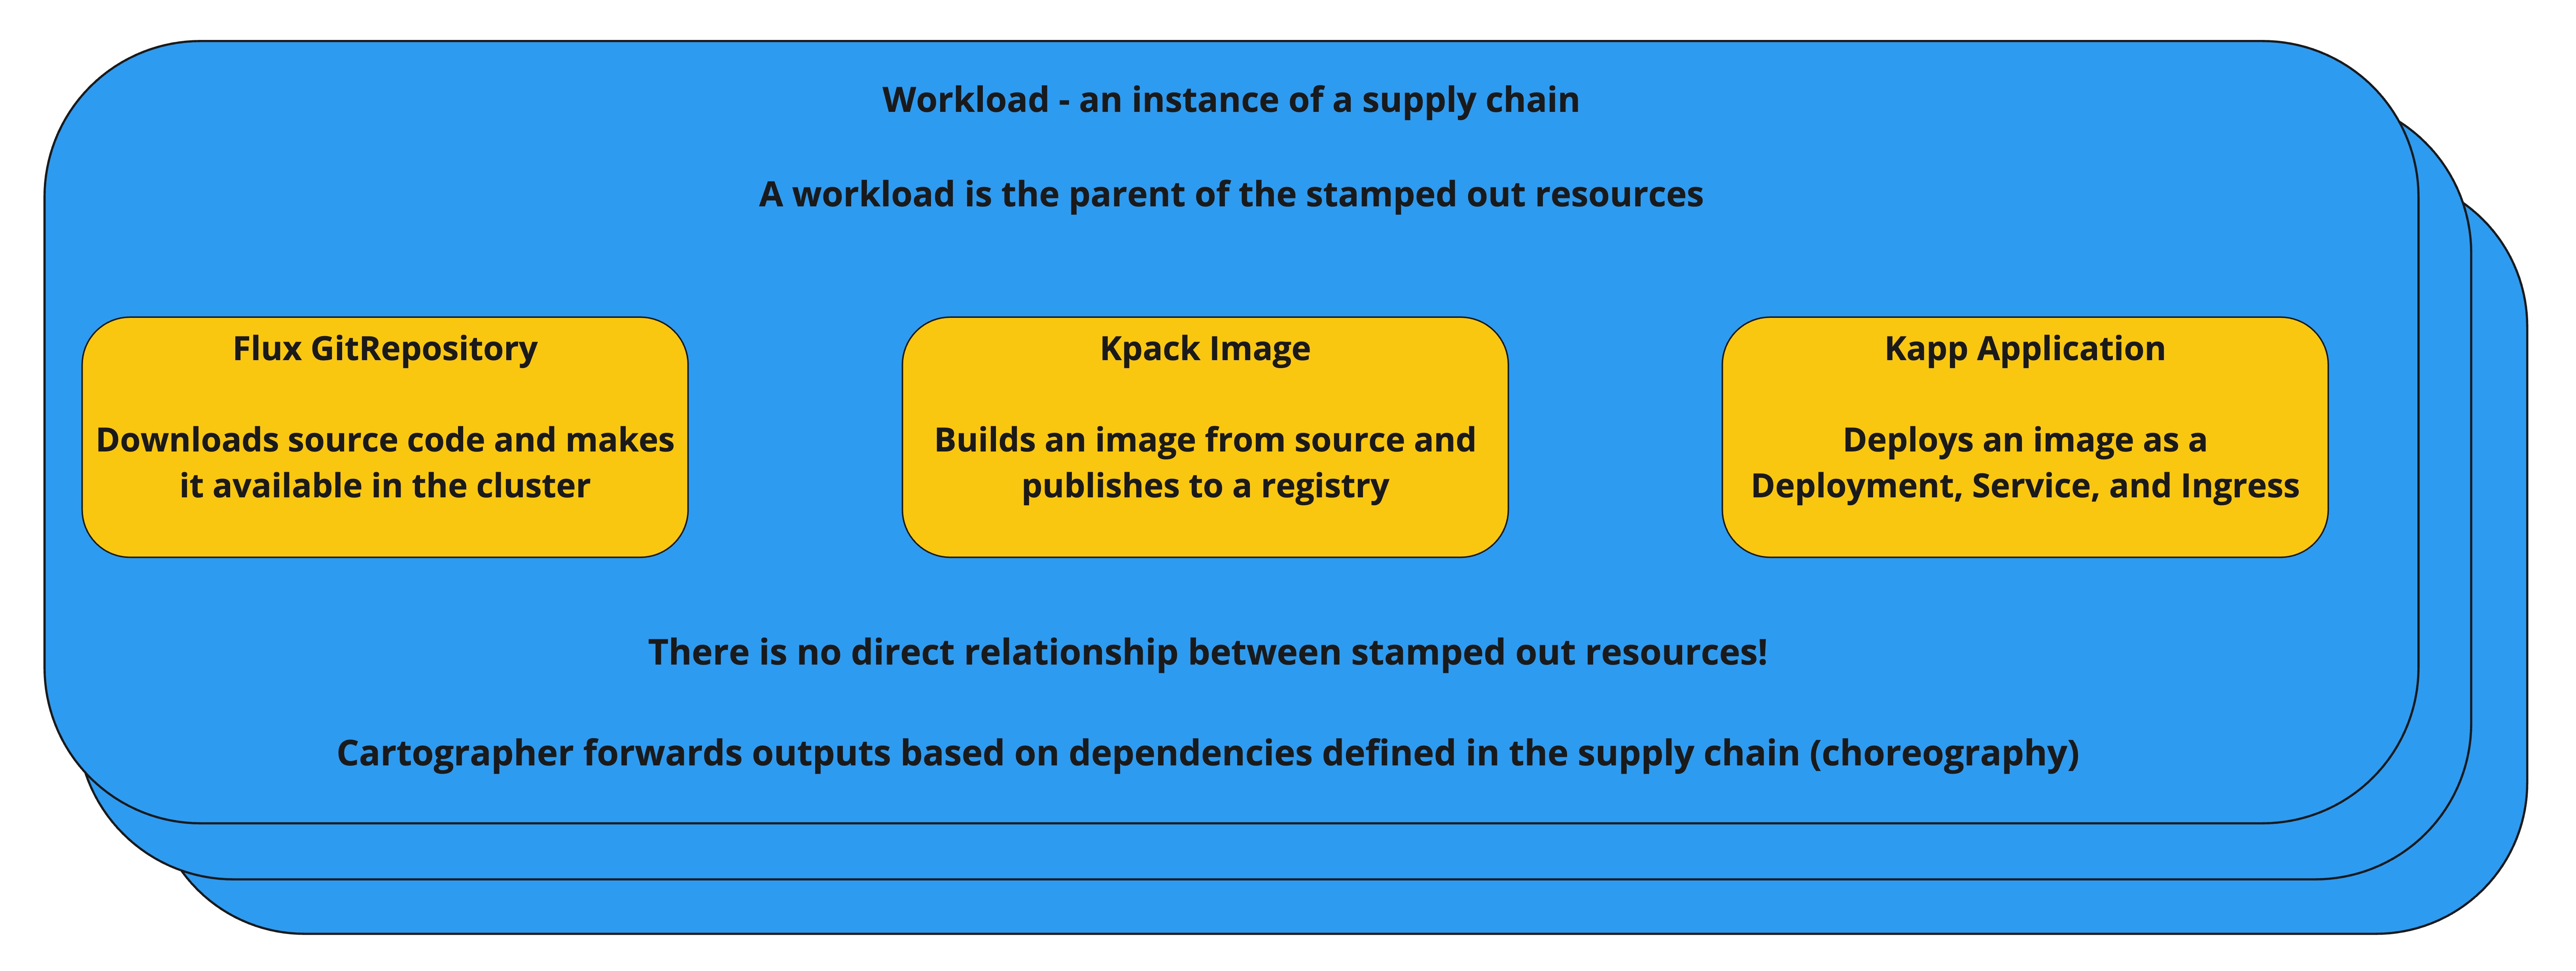 Workload - an instance of a supply chain
A workload is the parent of the stamped out resources
Flux GitRepository
Downloads source code and makes
it available in the cluster
Kpack Image
Builds an image from source and
publishes to a registry
Kapp Application
Deploys an image as a
Deployment, Service, and Ingress
There is no direct relationship between stamped out resources!
Cartographer forwards outputs based on dependencies defined in the supply chain (choreography)